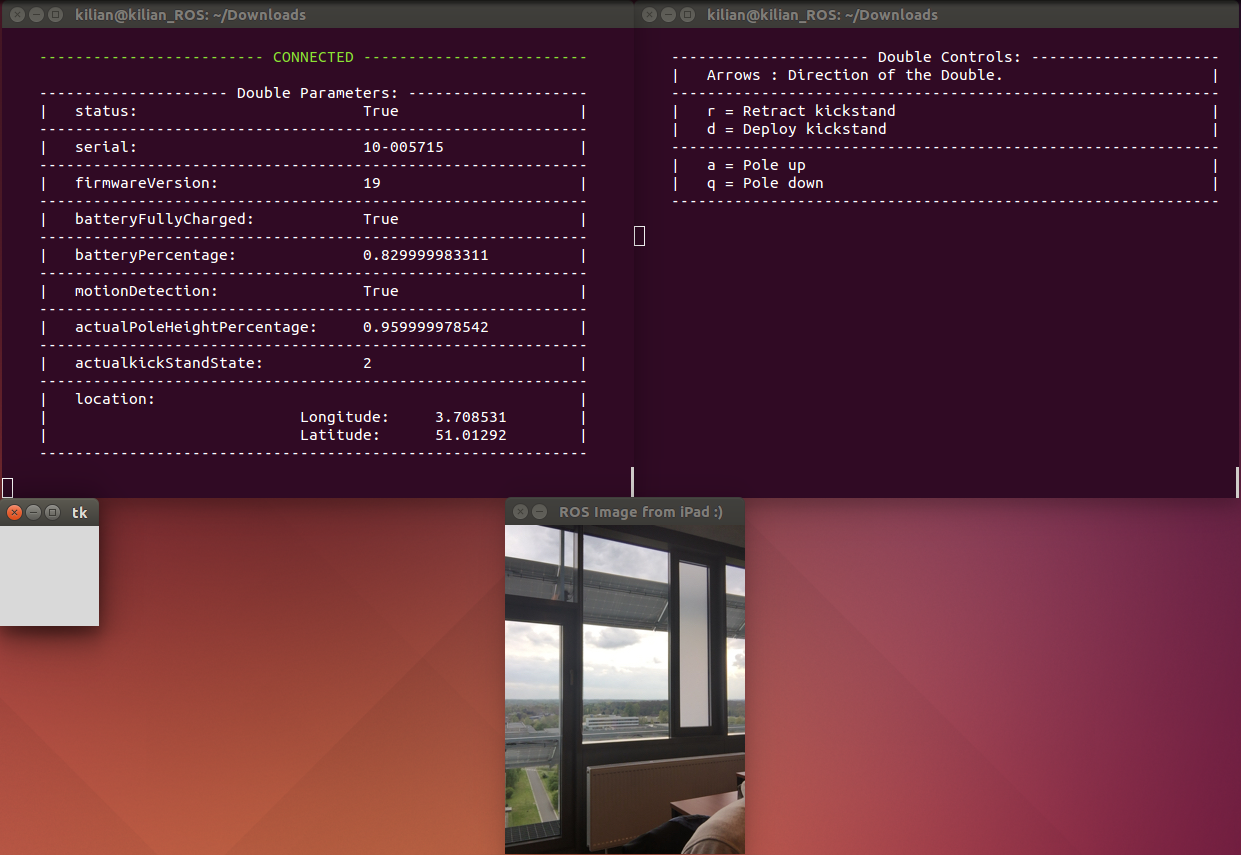 kilian@kilian_ROS: ~/Downloads
------------------------ CONNECTED -------------------------
--------------------- Double Parameters: --------------------
| status: True |
| serial: 10-005715 |
| firmwareVersion: 19 |
| batteryFullyCharged: True |
| batteryPercentage: 0.829999983311 |
| motionDetection: True |
| actualPoleHeightPercentage: 0.959999978542 |
| actualkickStandState: 2 |
| location: |
| Longitude: 3.708531 |
| Latitude: 51.01292 |
kilian@kilian_ROS: ~/Downloads
---------------------- Double Controls: ---------------------
| Arrows : Direction of the Double. |
| r = Retract kickstand |
| d = Deploy kickstand |
| a = Pole up |
| q = Pole down |
tk
ROS Image from iPad :)